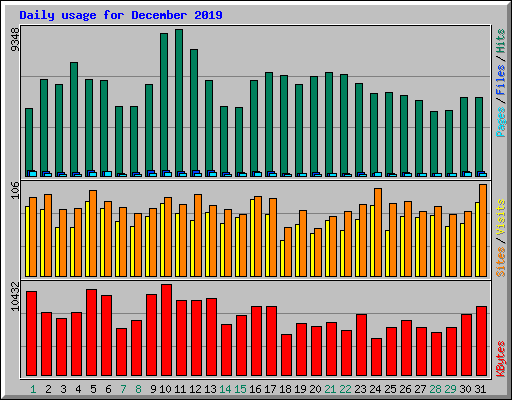 Daily usage for December 2019
9348
Pages / Files / Hits
106
Sites / Visits
10432
KBytes
1 2 3 4 5 6 7 8 9 10 11 12 13 14 15 16 17 18 19 20 21 22 23 24 25 26 27 28 29 30 31